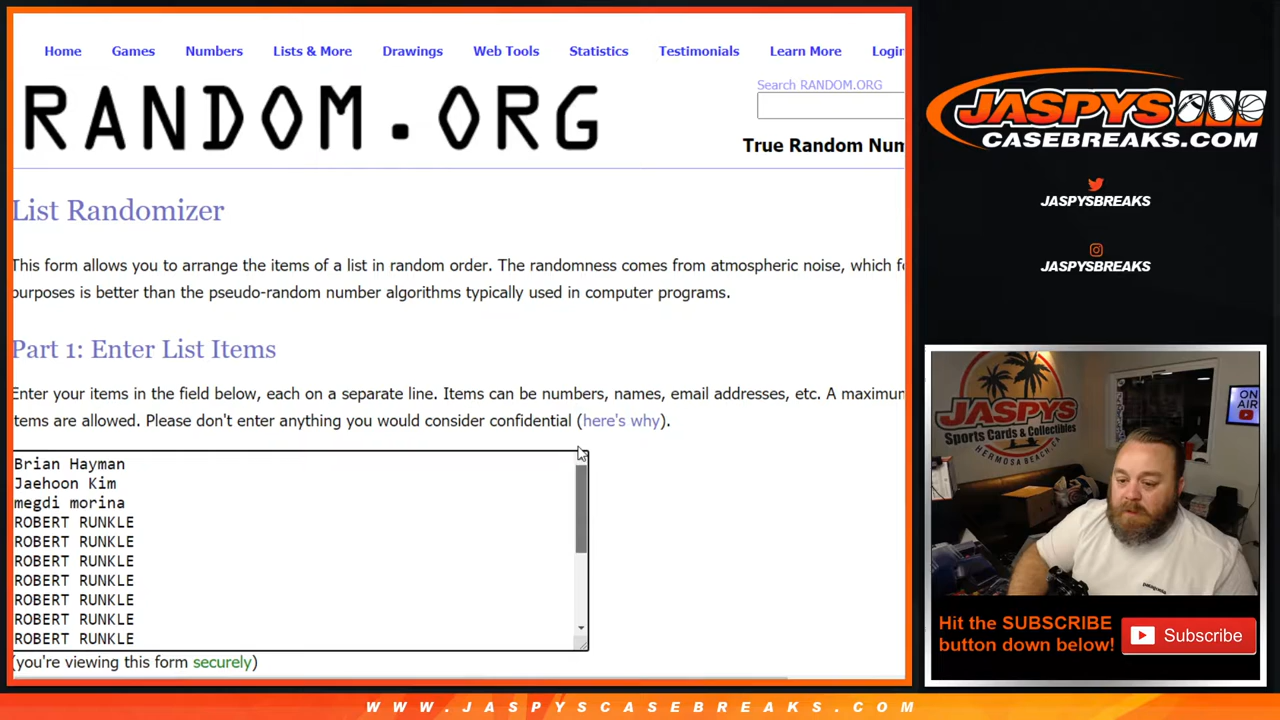 Home Games Numbers Lists & More Drawings Web Tools Statistics Testimonials Learn More Login
RANDOM.ORG
Search RANDOM.ORG
True Random Num
List Randomizer
This form allows you to arrange the items of a list in random order. The randomness comes from atmospheric noise, which f
purposes is better than the pseudo-random number algorithms typically used in computer programs.
Part 1: Enter List Items
Enter your items in the field below, each on a separate line. Items can be numbers, names, email addresses, etc. A maximum
items are allowed. Please don't enter anything you would consider confidential (here's why).
Brian Hayman
Jaehoon Kim
megdi morina
ROBERT RUNKLE
ROBERT RUNKLE
ROBERT RUNKLE
ROBERT RUNKLE
ROBERT RUNKLE
ROBERT RUNKLE
ROBERT RUNKLE
(you're viewing this form securely)
JASPYS
CASEBREAKS.COM
JASPYSBREAKS
JASPYSBREAKS
JASPYS
Sports Cards & Collectibles
HERMOSA BEACH, CA
ON
AIR
patagonia
Hit the SUBSCRIBE
button down below!
Subscribe
WWW.JASPYSCASEBREAKS.COM